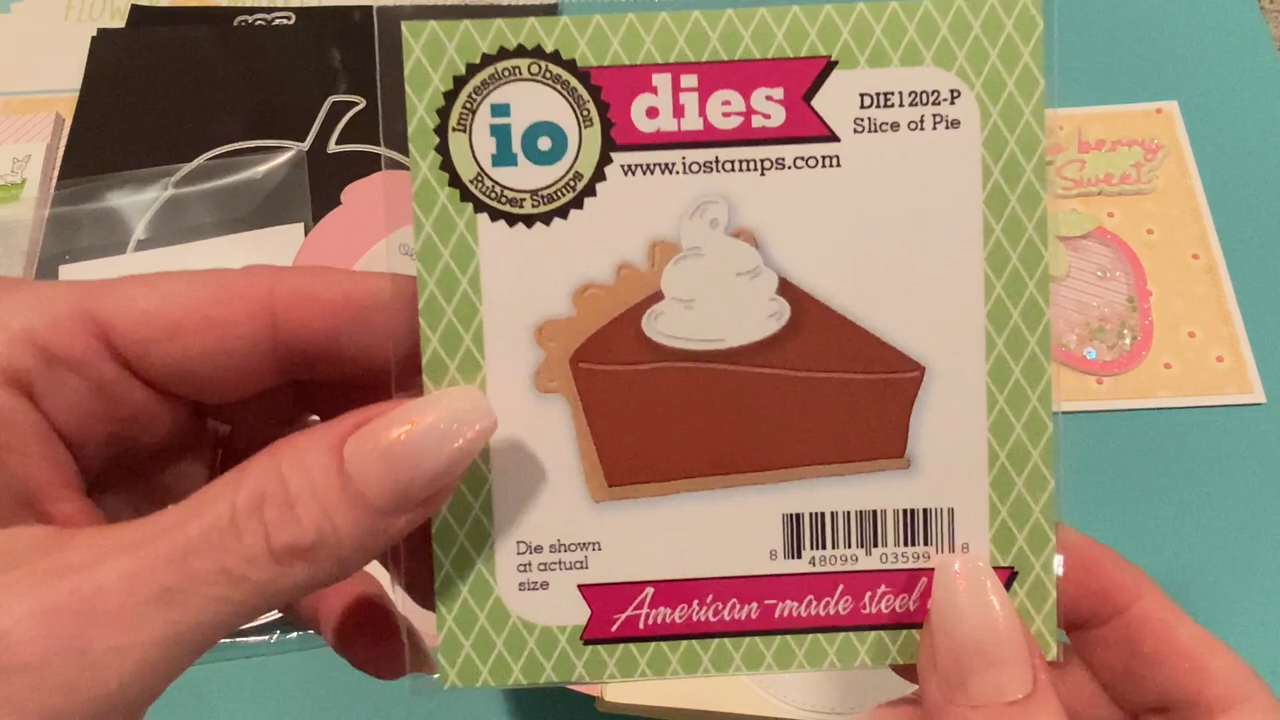 Impression Obsession
io
Rubber Stamps
dies
www.iostamps.com
DIE1202-P
Slice of Pie
a berry
Sweet
Die shown
at actual
size
8 48099 03599 8
American-made steel